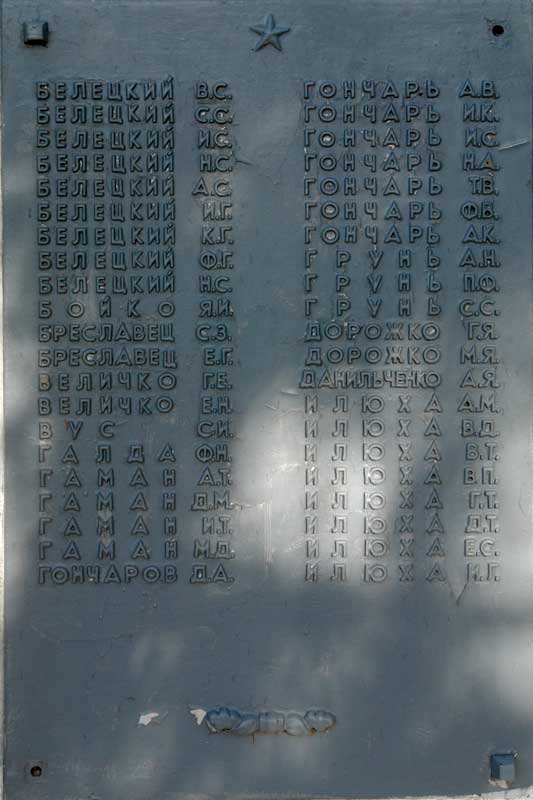 БЕЛЕЦКИЙ В.С.
БЕЛЕЦКИЙ С.С.
БЕЛЕЦКИЙ И.С.
БЕЛЕЦКИЙ Н.С.
БЕЛЕЦКИЙ А.С.
БЕЛЕЦКИЙ И.Г.
БЕЛЕЦКИЙ К.Г.
БЕЛЕЦКИЙ Ф.Г.
БЕЛЕЦКИЙ Н.С.
БОЙКО Я.И.
БРЕСЛАВЕЦ С.З.
БРЕСЛАВЕЦ Е.Г.
ВЕЛИЧКО Г.Е.
ВЕЛИЧКО Е.Н.
ВУС С.И.
ГАЛДА Ф.Н.
ГАМАН А.Т.
ГАМАН Д.М.
ГАМАН И.Т.
ГАМАН М.Д.
ГОНЧАРОВ Д.А.
ГОНЧАРЬ А.В.
ГОНЧАРЬ И.К.
ГОНЧАРЬ И.С.
ГОНЧАРЬ Н.А.
ГОНЧАРЬ Т.В.
ГОНЧАРЬ Ф.Б.
ГОНЧАРЬ А.К.
ГРУНЬ А.Н.
ГРУНЬ П.Ф.
ГРУНЬ С.С.
ДОРОЖКО Г.Я.
ДОРОЖКО М.Я.
ДАНИЛЬЧЕНКО А.Я.
ИЛЮХА А.М.
ИЛЮХА В.Д.
ИЛЮХА В.Т.
ИЛЮХА В.П.
ИЛЮХА Г.Т.
ИЛЮХА Д.Т.
ИЛЮХА Е.С.
ИЛЮХА И.Г.